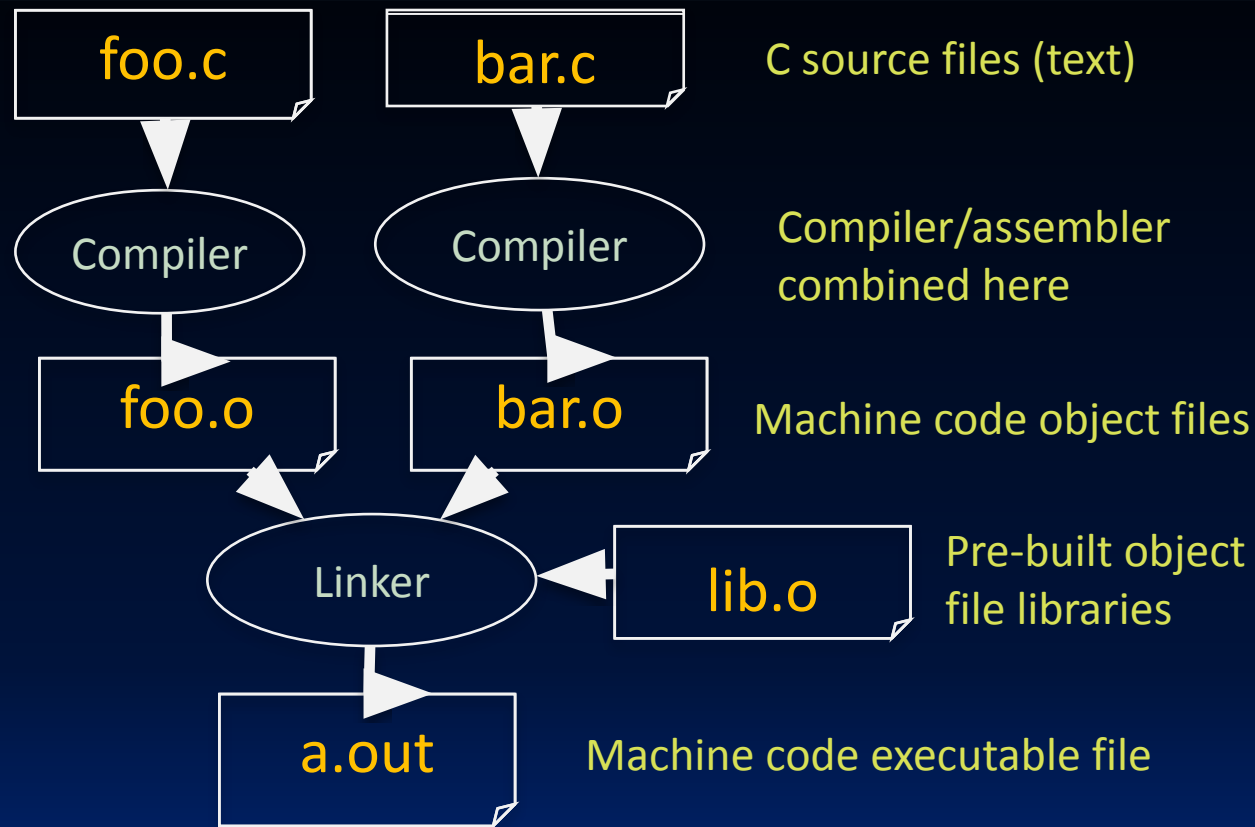 foo.c
bar.c
C source files (text)
Compiler
Compiler
Compiler/assembler
combined here
foo.o
bar.o
Machine code object files
Linker
lib.o
Pre-built object
file libraries
a.out
Machine code executable file